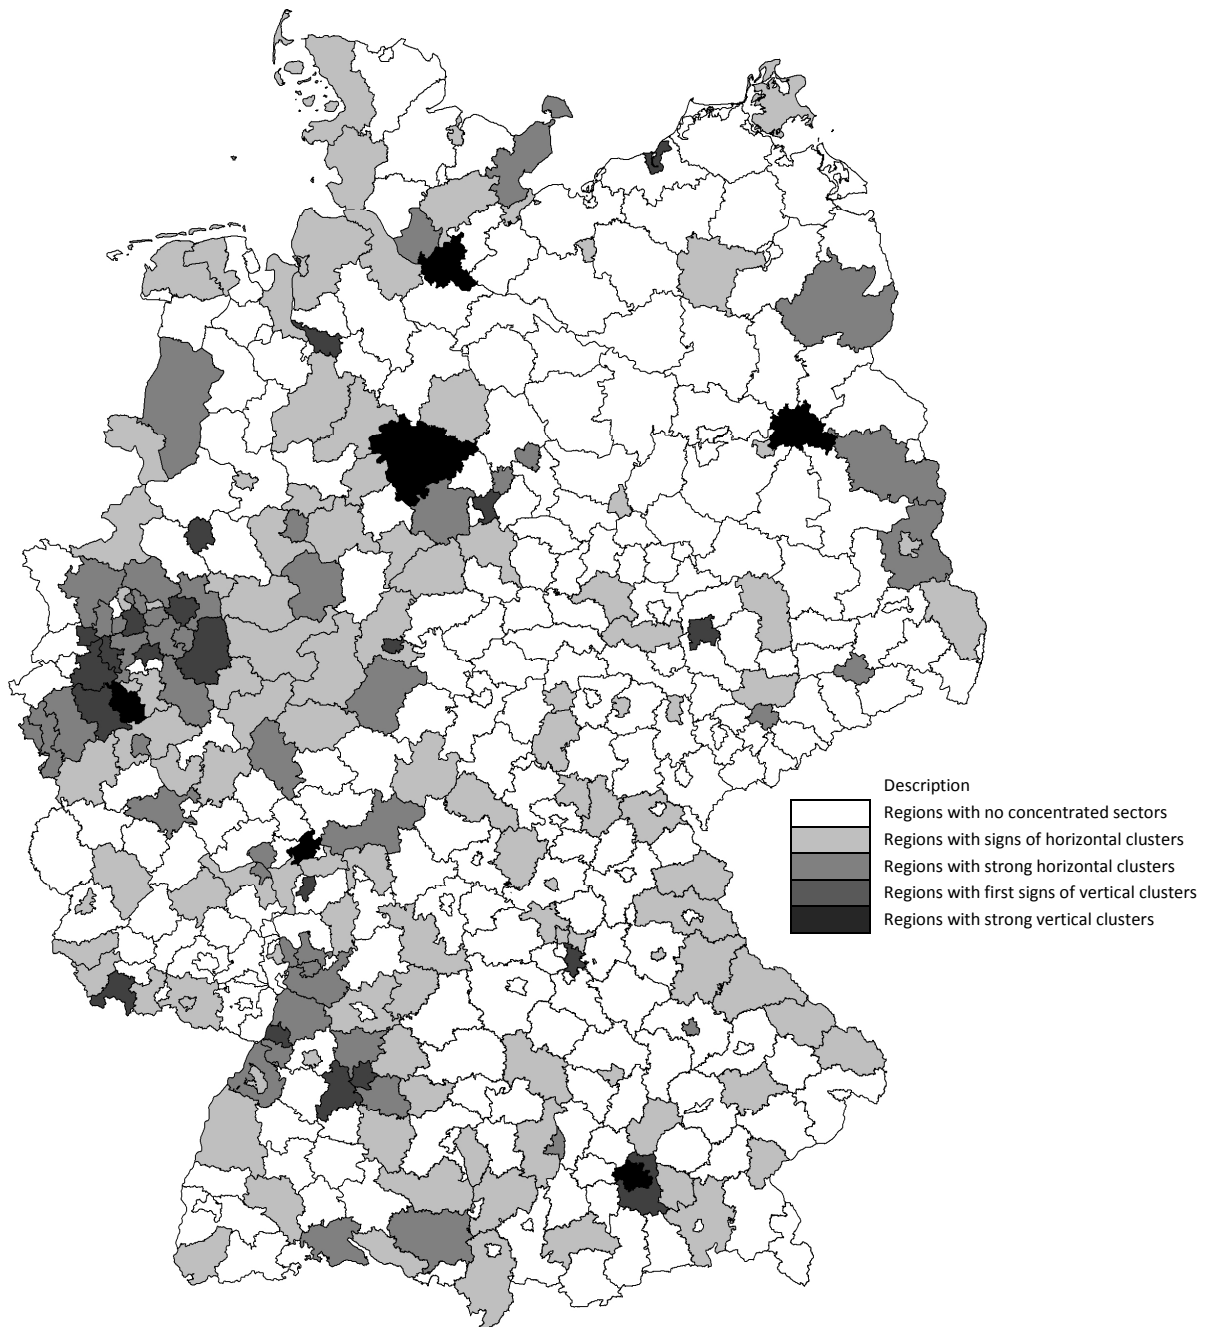 Description
Regions with no concentrated sectors
Regions with signs of horizontal clusters
Regions with strong horizontal clusters
Regions with first signs of vertical clusters
Regions with strong vertical clusters